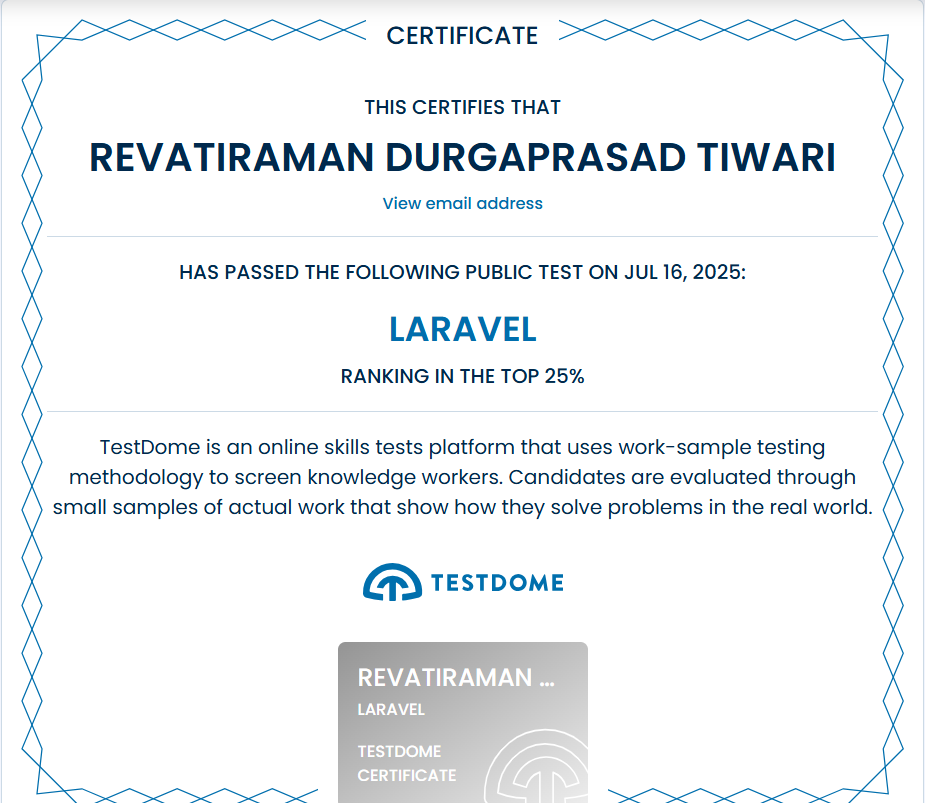 CERTIFICATE
THIS CERTIFIES THAT
REVATIRAMAN DURGAPRASAD TIWARI
View email address
HAS PASSED THE FOLLOWING PUBLIC TEST ON JUL 16, 2025:
LARAVEL
RANKING IN THE TOP 25%
TestDome is an online skills tests platform that uses work-sample testing
methodology to screen knowledge workers. Candidates are evaluated through
small samples of actual work that show how they solve problems in the real world.
TESTDOME
REVATIRAMAN ...
LARAVEL
TESTDOME
CERTIFICATE